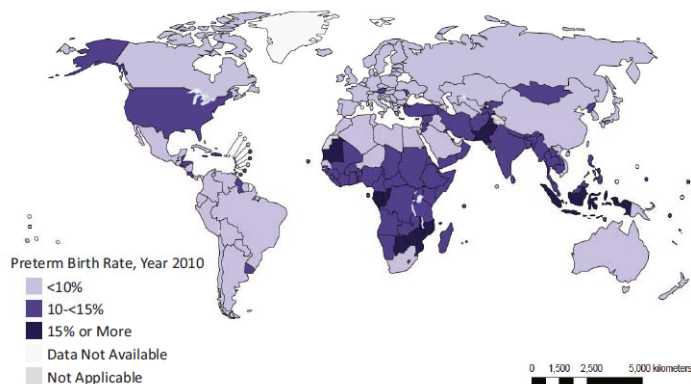 Preterm Birth Rate, Year 2010
<10%
10-<15%
15% or More
Data Not Available
Not Applicable
0 1,500 2,500 5,000 kilometers